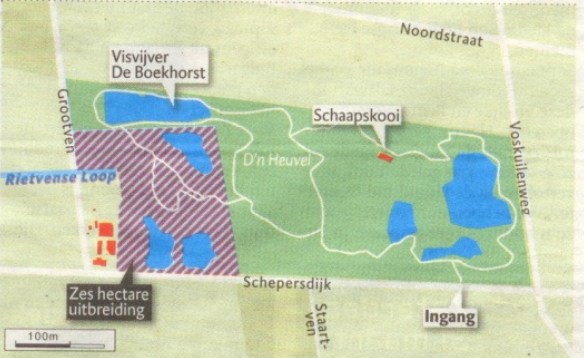 Noordstraat
Visvijver
De Boekhorst
Grootven
Schaapskooi
Voskuilenweg
D'n Heuvel
Rietvense Loop
Schepersdijk
Zes hectare
uitbreiding
Staart-
ven
Ingang
100m